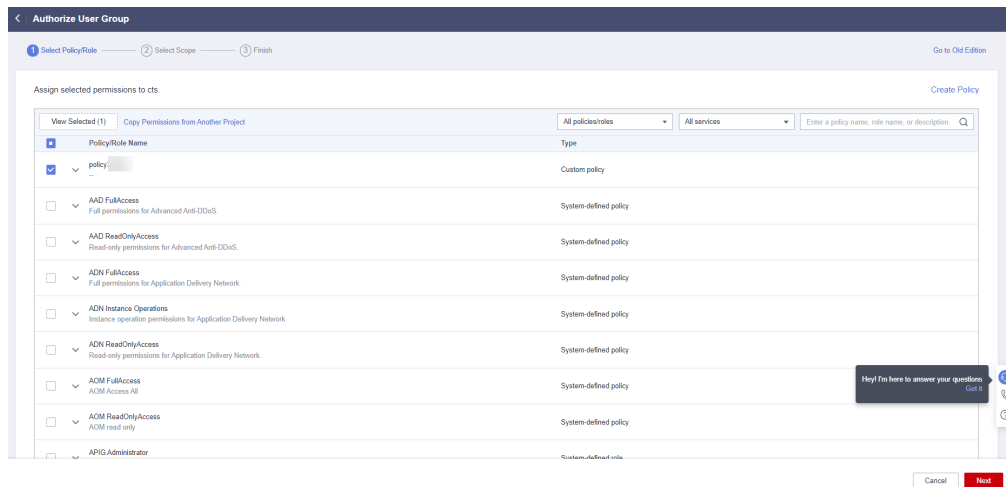 Authorize User Group
1 Select Policy/Role 2 Select Scope 3 Finish Go to Old Edition
Assign selected permissions to cts. Create Policy
View Selected (1) Copy Permissions from Another Project All policies/roles All services Enter a policy name, role name, or description.
Policy/Role Name Type
policy Custom policy
--
AAD FullAccess System-defined policy
Full permissions for Advanced Anti-DDoS.
AAD ReadOnlyAccess System-defined policy
Read-only permissions for Advanced Anti-DDoS.
ADN FullAccess System-defined policy
Full permissions for Application Delivery Network.
ADN Instance Operations System-defined policy
Instance operation permissions for Application Delivery Network
ADN ReadOnlyAccess System-defined policy
Read-only permissions for Application Delivery Network.
AOM FullAccess System-defined policy
AOM Access All
Hey! I'm here to answer your questions
Got it
AOM ReadOnlyAccess System-defined policy
AOM read only
APIG Administrator System-defined role
Cancel Next